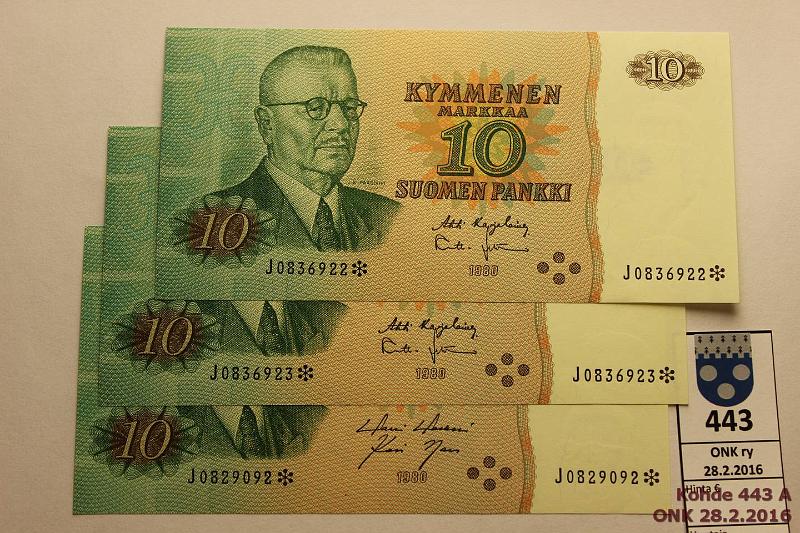 10
KYMMENEN
MARKKAA
10
SUOMEN PANKKI
10
J0836922*
1980
J0836922*
10
J0836923*
1980
J0836923*
10
J0829092*
1980
J0829092*
443
ONK ry
28.2.2016
Hinta €
Kohde 443 A
ONK 28.2.2016